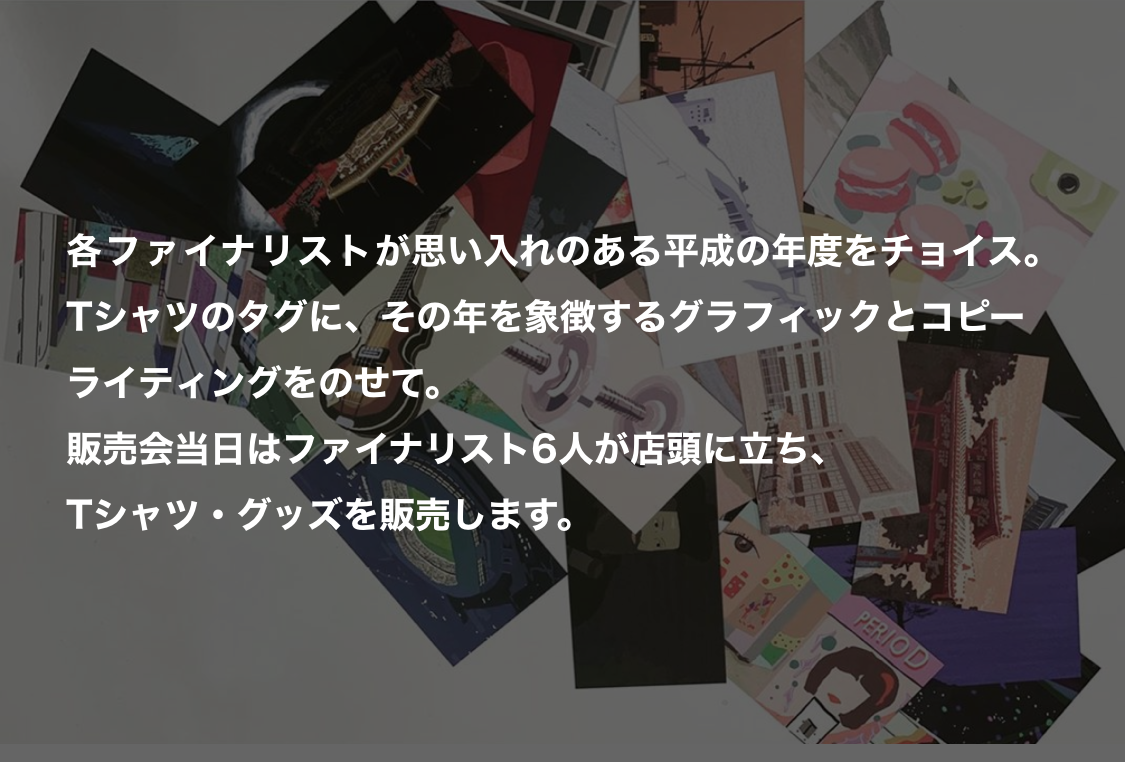 各ファイナリストが思い入れのある平成の年度をチョイス。
Tシャツのタグに、その年を象徴するグラフィックとコピー
ライティングをのせて。
販売会当日はファイナリスト6人が店頭に立ち、
Tシャツ・グッズを販売します。
PERIOD